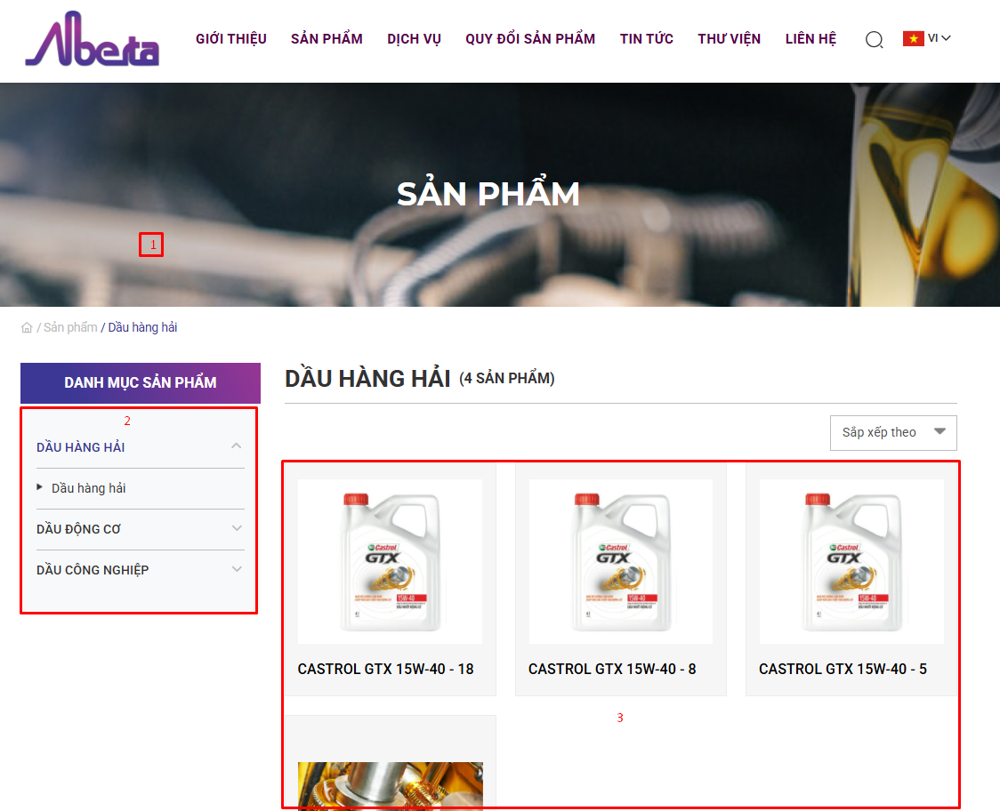 Alberta
GIỚI THIỆU SẢN PHẨM DỊCH VỤ QUY ĐỔI SẢN PHẨM TIN TỨC THƯ VIỆN LIÊN HỆ VI
SẢN PHẨM
1
/ Sản phẩm / Dầu hàng hải
DANH MỤC SẢN PHẨM
2
DẦU HÀNG HẢI
Dầu hàng hải
DẦU ĐỘNG CƠ
DẦU CÔNG NGHIỆP
DẦU HÀNG HẢI (4 SẢN PHẨM)
Sắp xếp theo
Castrol
GTX
15W-40
Castrol
GTX
15W-40
Castrol
GTX
15W-40
CASTROL GTX 15W-40 - 18
CASTROL GTX 15W-40 - 8
CASTROL GTX 15W-40 - 5
3